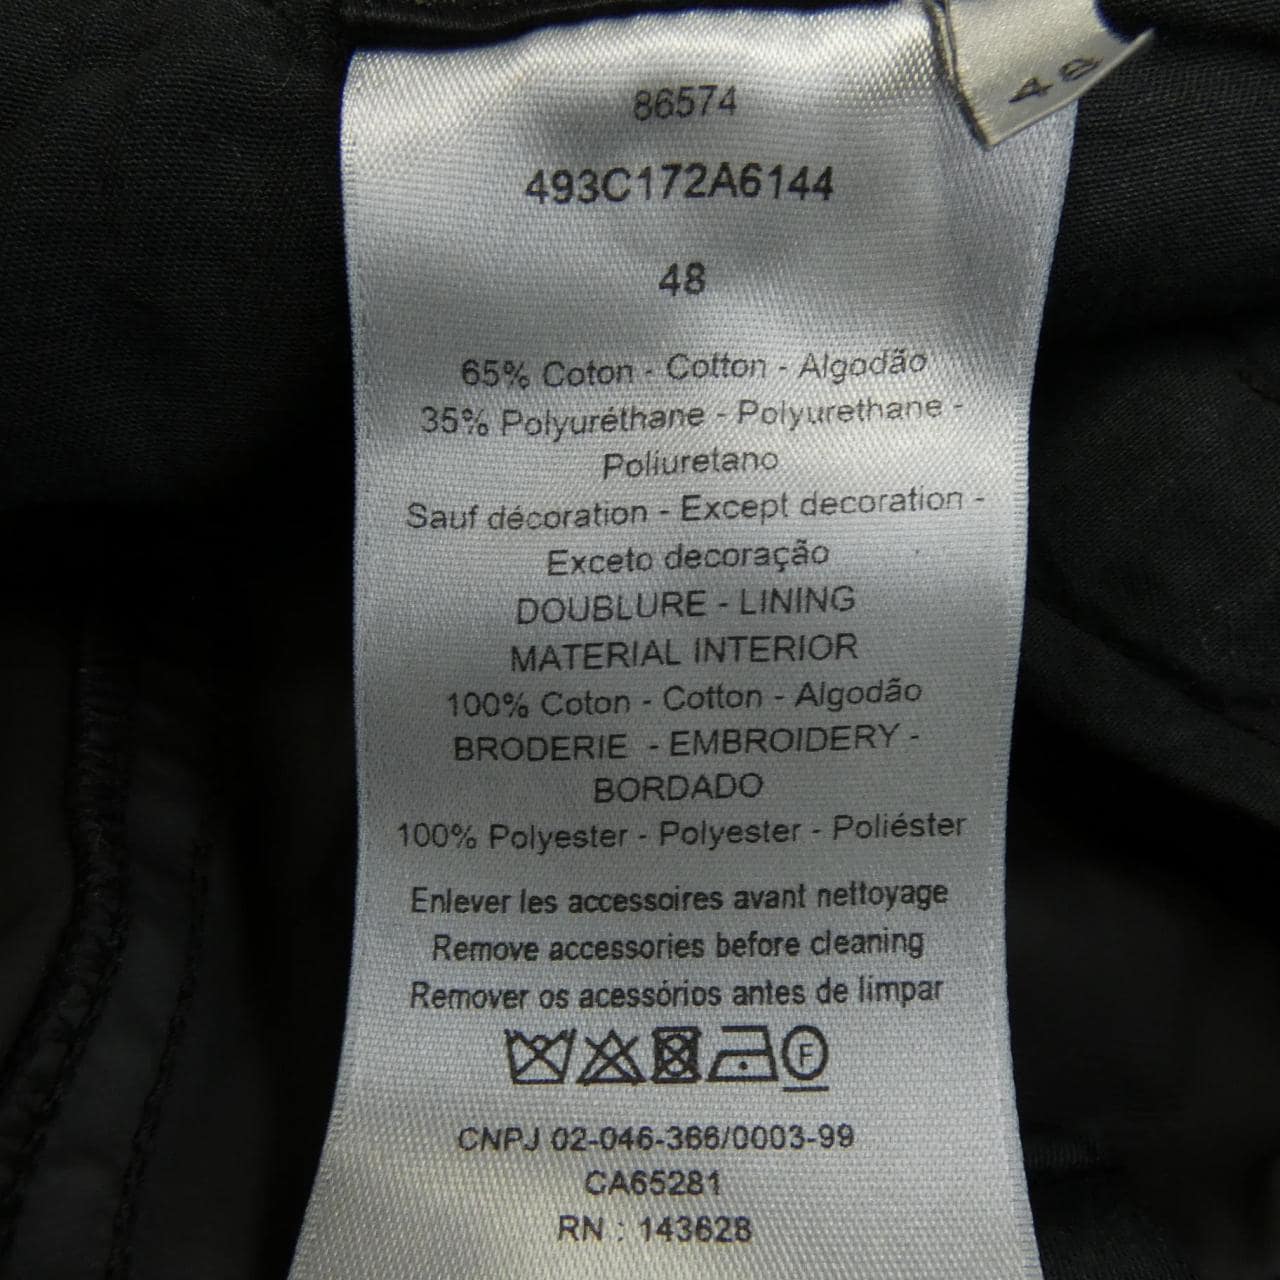 48
86574
493C172A6144
48
65% Coton - Cotton - Algodão
35% Polyuréthane - Polyurethane -
Poliuretano
Sauf décoration - Except decoration -
Exceto decoração
DOUBLURE - LINING
MATERIAL INTERIOR
100% Coton - Cotton - Algodão
BRODERIE - EMBROIDERY -
BORDADO
100% Polyester - Polyester - Poliéster
Enlever les accessoires avant nettoyage
Remove accessories before cleaning
Remover os acessórios antes de limpar
F
CNPJ 02-046-366/0003-99
CA65281
RN : 143628